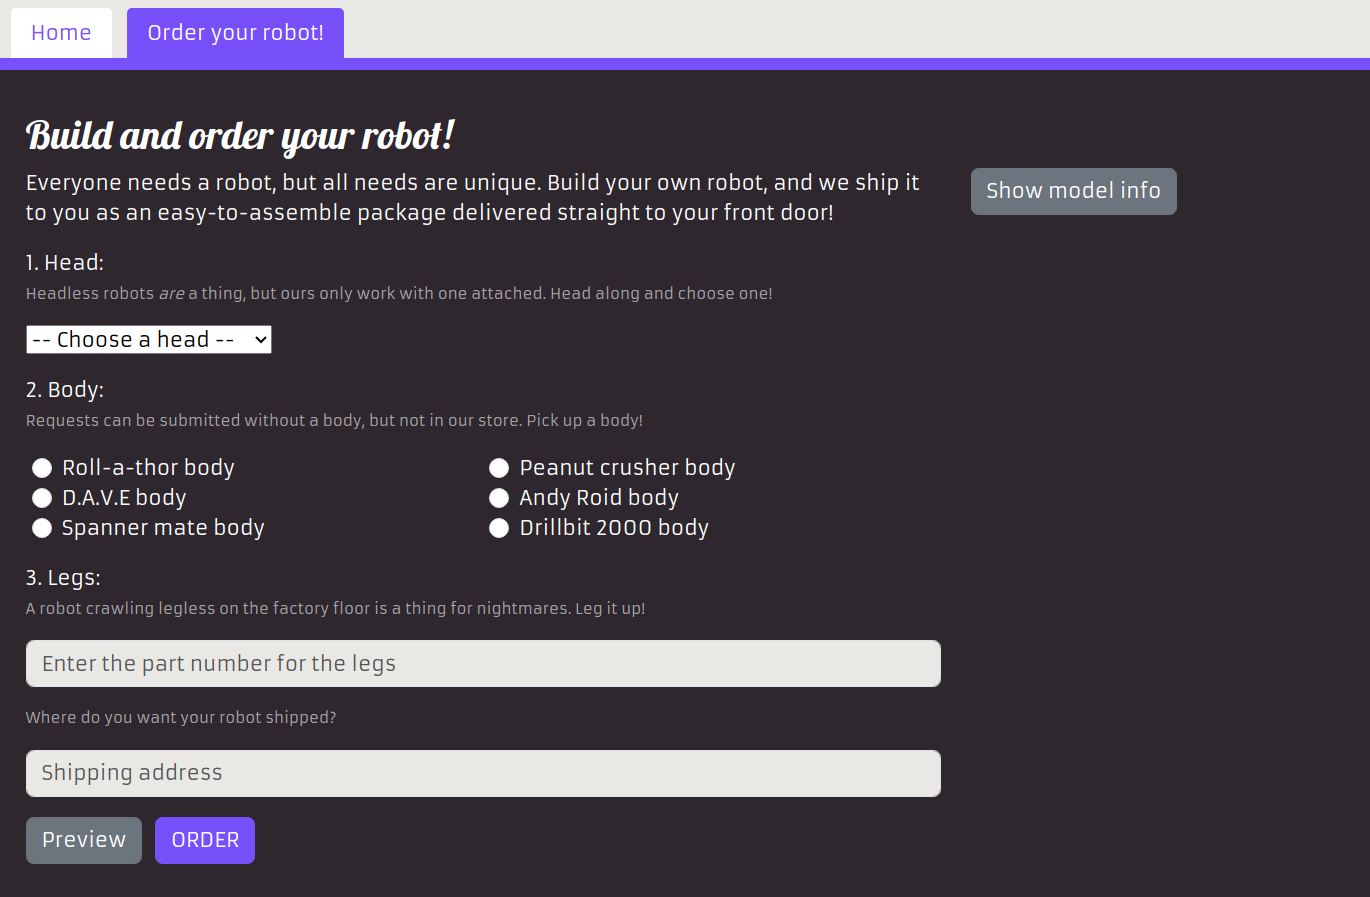 Home
Order your robot!
Build and order your robot!
Everyone needs a robot, but all needs are unique. Build your own robot, and we ship it
to you as an easy-to-assemble package delivered straight to your front door!
Show model info
1. Head:
Headless robots are a thing, but ours only work with one attached. Head along and choose one!
-- Choose a head --
2. Body:
Requests can be submitted without a body, but not in our store. Pick up a body!
Roll-a-thor body
Peanut crusher body
D.A.V.E body
Andy Roid body
Spanner mate body
Drillbit 2000 body
3. Legs:
A robot crawling legless on the factory floor is a thing for nightmares. Leg it up!
Enter the part number for the legs
Where do you want your robot shipped?
Shipping address
Preview
ORDER